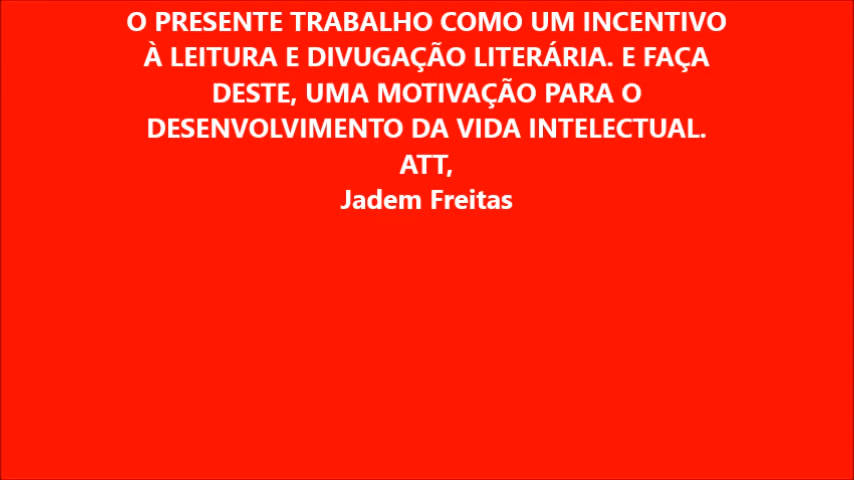 O PRESENTE TRABALHO COMO UM INCENTIVO
À LEITURA E DIVUGAÇÃO LITERÁRIA. E FAÇA
DESTE, UMA MOTIVAÇÃO PARA O
DESENVOLVIMENTO DA VIDA INTELECTUAL.
ATT,
Jadem Freitas